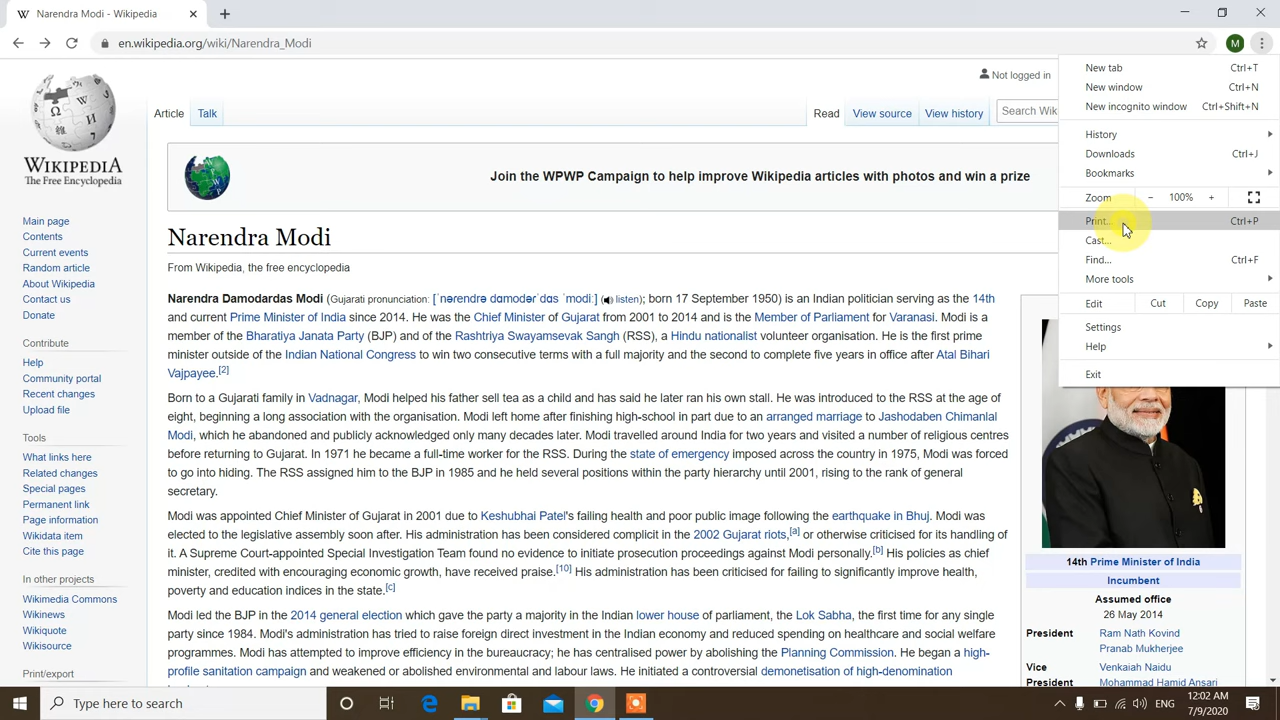 Narendra Modi - Wikipedia
en.wikipedia.org/wiki/Narendra_Modi
M
New tab Ctrl+T
New window Ctrl+N
New incognito window Ctrl+Shift+N
History
Downloads Ctrl+J
Bookmarks
Zoom - 100% +
Print... Ctrl+P
Cast...
Find... Ctrl+F
More tools
Edit Cut Copy Paste
Settings
Help
Exit
WIKIPEDIA
The Free Encyclopedia
Main page
Contents
Current events
Random article
About Wikipedia
Contact us
Donate
Contribute
Help
Community portal
Recent changes
Upload file
Tools
What links here
Related changes
Special pages
Permanent link
Page information
Wikidata item
Cite this page
In other projects
Wikimedia Commons
Wikinews
Wikiquote
Wikisource
Print/export
Not logged in
Article Talk Read View source View history Search Wiki
Join the WPWP Campaign to help improve Wikipedia articles with photos and win a prize
Narendra Modi
From Wikipedia, the free encyclopedia
Narendra Damodardas Modi (Gujarati pronunciation: [ˈnərendrə dɑmodərˈdɑs ˈmodiː] (listen); born 17 September 1950) is an Indian politician serving as the 14th
and current Prime Minister of India since 2014. He was the Chief Minister of Gujarat from 2001 to 2014 and is the Member of Parliament for Varanasi. Modi is a
member of the Bharatiya Janata Party (BJP) and of the Rashtriya Swayamsevak Sangh (RSS), a Hindu nationalist volunteer organisation. He is the first prime
minister outside of the Indian National Congress to win two consecutive terms with a full majority and the second to complete five years in office after Atal Bihari
Vajpayee.[2]
Born to a Gujarati family in Vadnagar, Modi helped his father sell tea as a child and has said he later ran his own stall. He was introduced to the RSS at the age of
eight, beginning a long association with the organisation. Modi left home after finishing high-school in part due to an arranged marriage to Jashodaben Chimanlal
Modi, which he abandoned and publicly acknowledged only many decades later. Modi travelled around India for two years and visited a number of religious centres
before returning to Gujarat. In 1971 he became a full-time worker for the RSS. During the state of emergency imposed across the country in 1975, Modi was forced
to go into hiding. The RSS assigned him to the BJP in 1985 and he held several positions within the party hierarchy until 2001, rising to the rank of general
secretary.
Modi was appointed Chief Minister of Gujarat in 2001 due to Keshubhai Patel's failing health and poor public image following the earthquake in Bhuj. Modi was
elected to the legislative assembly soon after. His administration has been considered complicit in the 2002 Gujarat riots,[a] or otherwise criticised for its handling of
it. A Supreme Court-appointed Special Investigation Team found no evidence to initiate prosecution proceedings against Modi personally.[b] His policies as chief
minister, credited with encouraging economic growth, have received praise.[10] His administration has been criticised for failing to significantly improve health,
poverty and education indices in the state.[c]
Modi led the BJP in the 2014 general election which gave the party a majority in the Indian lower house of parliament, the Lok Sabha, the first time for any single
party since 1984. Modi's administration has tried to raise foreign direct investment in the Indian economy and reduced spending on healthcare and social welfare
programmes. Modi has attempted to improve efficiency in the bureaucracy; he has centralised power by abolishing the Planning Commission. He began a high-
profile sanitation campaign and weakened or abolished environmental and labour laws. He initiated a controversial demonetisation of high-denomination
14th Prime Minister of India
Incumbent
Assumed office
26 May 2014
President Ram Nath Kovind
Pranab Mukherjee
Vice Venkaiah Naidu
President Mohammad Hamid Ansari
Type here to search
ENG
12:02 AM
7/9/2020